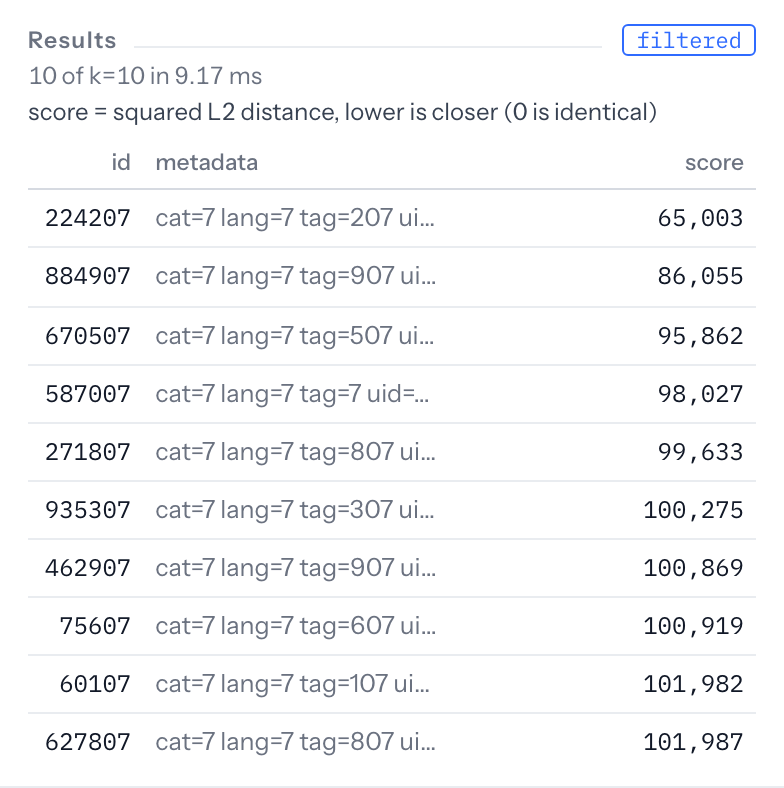 Results filtered
10 of k=10 in 9.17 ms
score = squared L2 distance, lower is closer (0 is identical)
id metadata score
224207 cat=7 lang=7 tag=207 ui... 65,003
884907 cat=7 lang=7 tag=907 ui... 86,055
670507 cat=7 lang=7 tag=507 ui... 95,862
587007 cat=7 lang=7 tag=7 uid=... 98,027
271807 cat=7 lang=7 tag=807 ui... 99,633
935307 cat=7 lang=7 tag=307 ui... 100,275
462907 cat=7 lang=7 tag=907 ui... 100,869
75607 cat=7 lang=7 tag=607 ui... 100,919
60107 cat=7 lang=7 tag=107 ui... 101,982
627807 cat=7 lang=7 tag=807 ui... 101,987